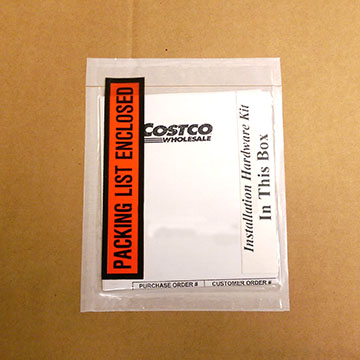 PACKING LIST ENCLOSED
COSTCO
WHOLESALE
Installation Hardware Kit
In This Box
PURCHASE ORDER # CUSTOMER ORDER #